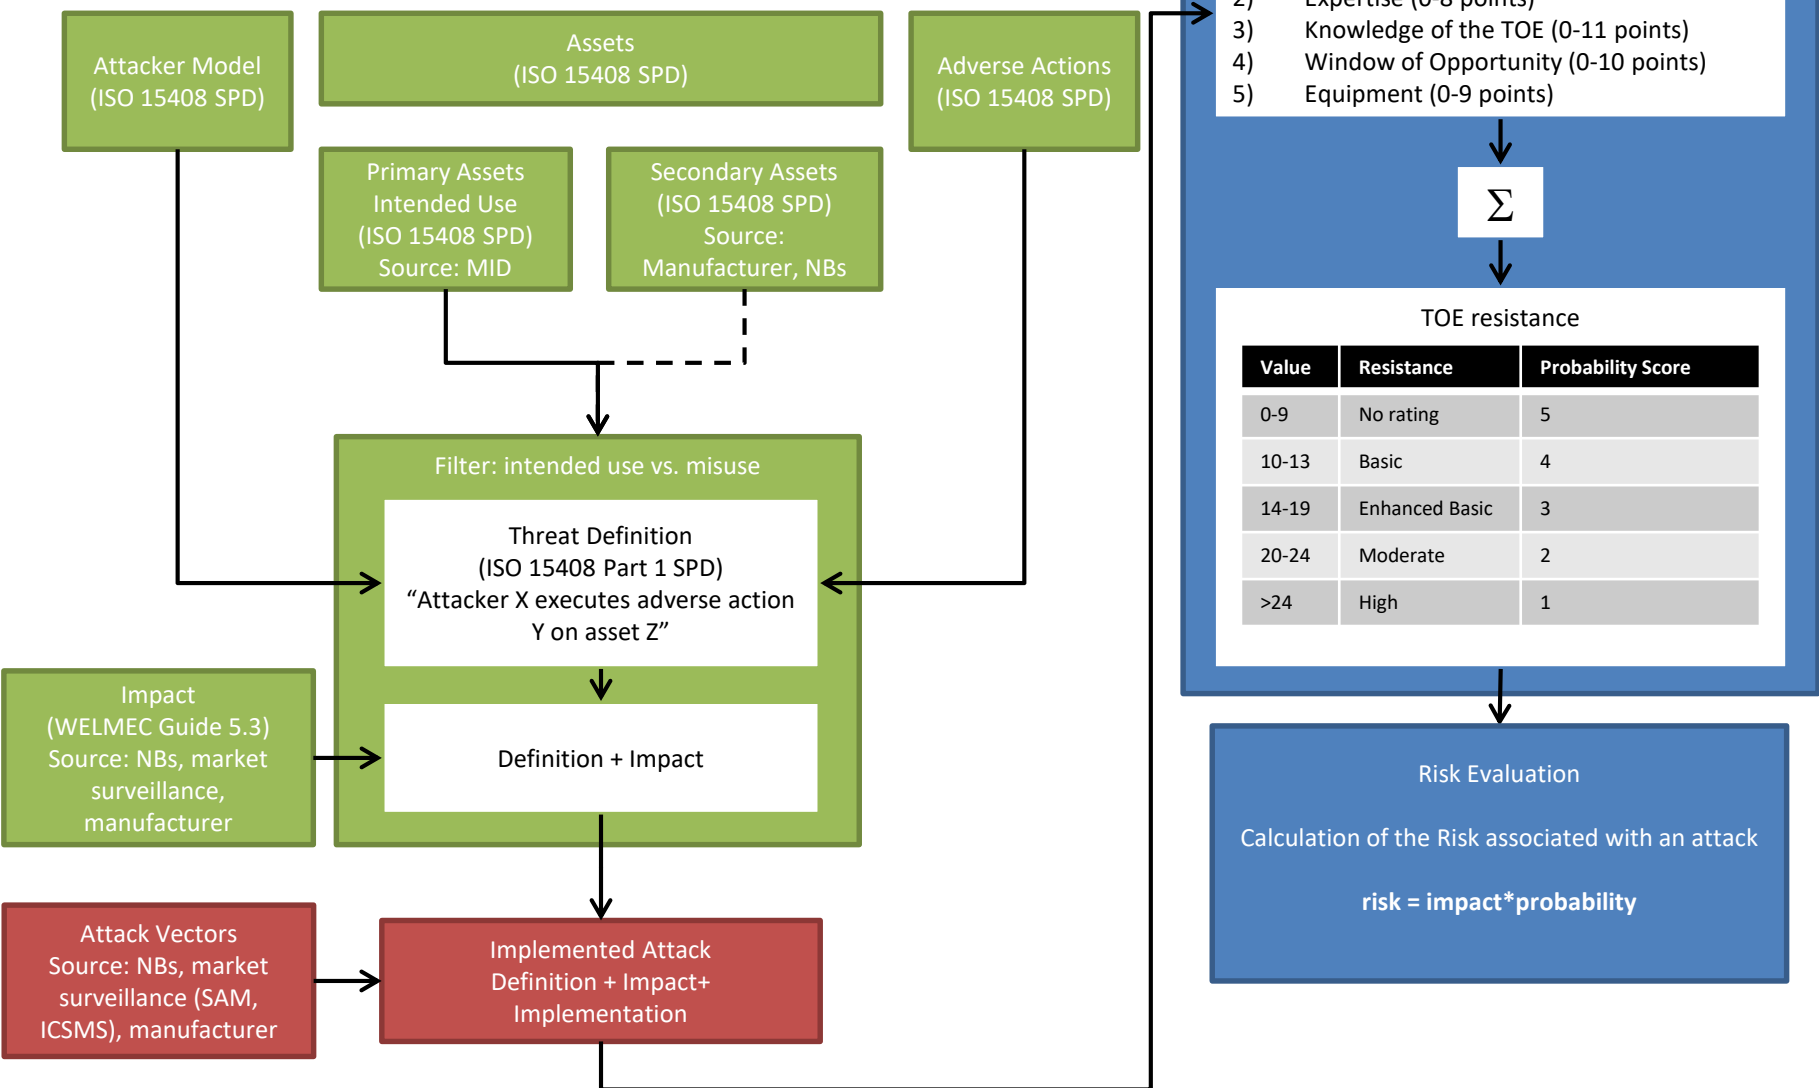 Attacker Model
(ISO 15408 SPD)
Assets
(ISO 15408 SPD)
Adverse Actions
(ISO 15408 SPD)
Primary Assets
Intended Use
(ISO 15408 SPD)
Source: MID
Secondary Assets
(ISO 15408 SPD)
Source:
Manufacturer, NBs
Filter: intended use vs. misuse
Threat Definition
(ISO 15408 Part 1 SPD)
“Attacker X executes adverse action
Y on asset Z”
Impact
(WELMEC Guide 5.3)
Source: NBs, market
surveillance,
manufacturer
Definition + Impact
Attack Vectors
Source: NBs, market
surveillance (SAM,
ICSMS), manufacturer
Implemented Attack
Definition + Impact+
Implementation
2) Expertise (0-8 points)
3) Knowledge of the TOE (0-11 points)
4) Window of Opportunity (0-10 points)
5) Equipment (0-9 points)
Σ
TOE resistance
Value Resistance Probability Score
0-9 No rating 5
10-13 Basic 4
14-19 Enhanced Basic 3
20-24 Moderate 2
>24 High 1
Risk Evaluation
Calculation of the Risk associated with an attack
risk = impact*probability